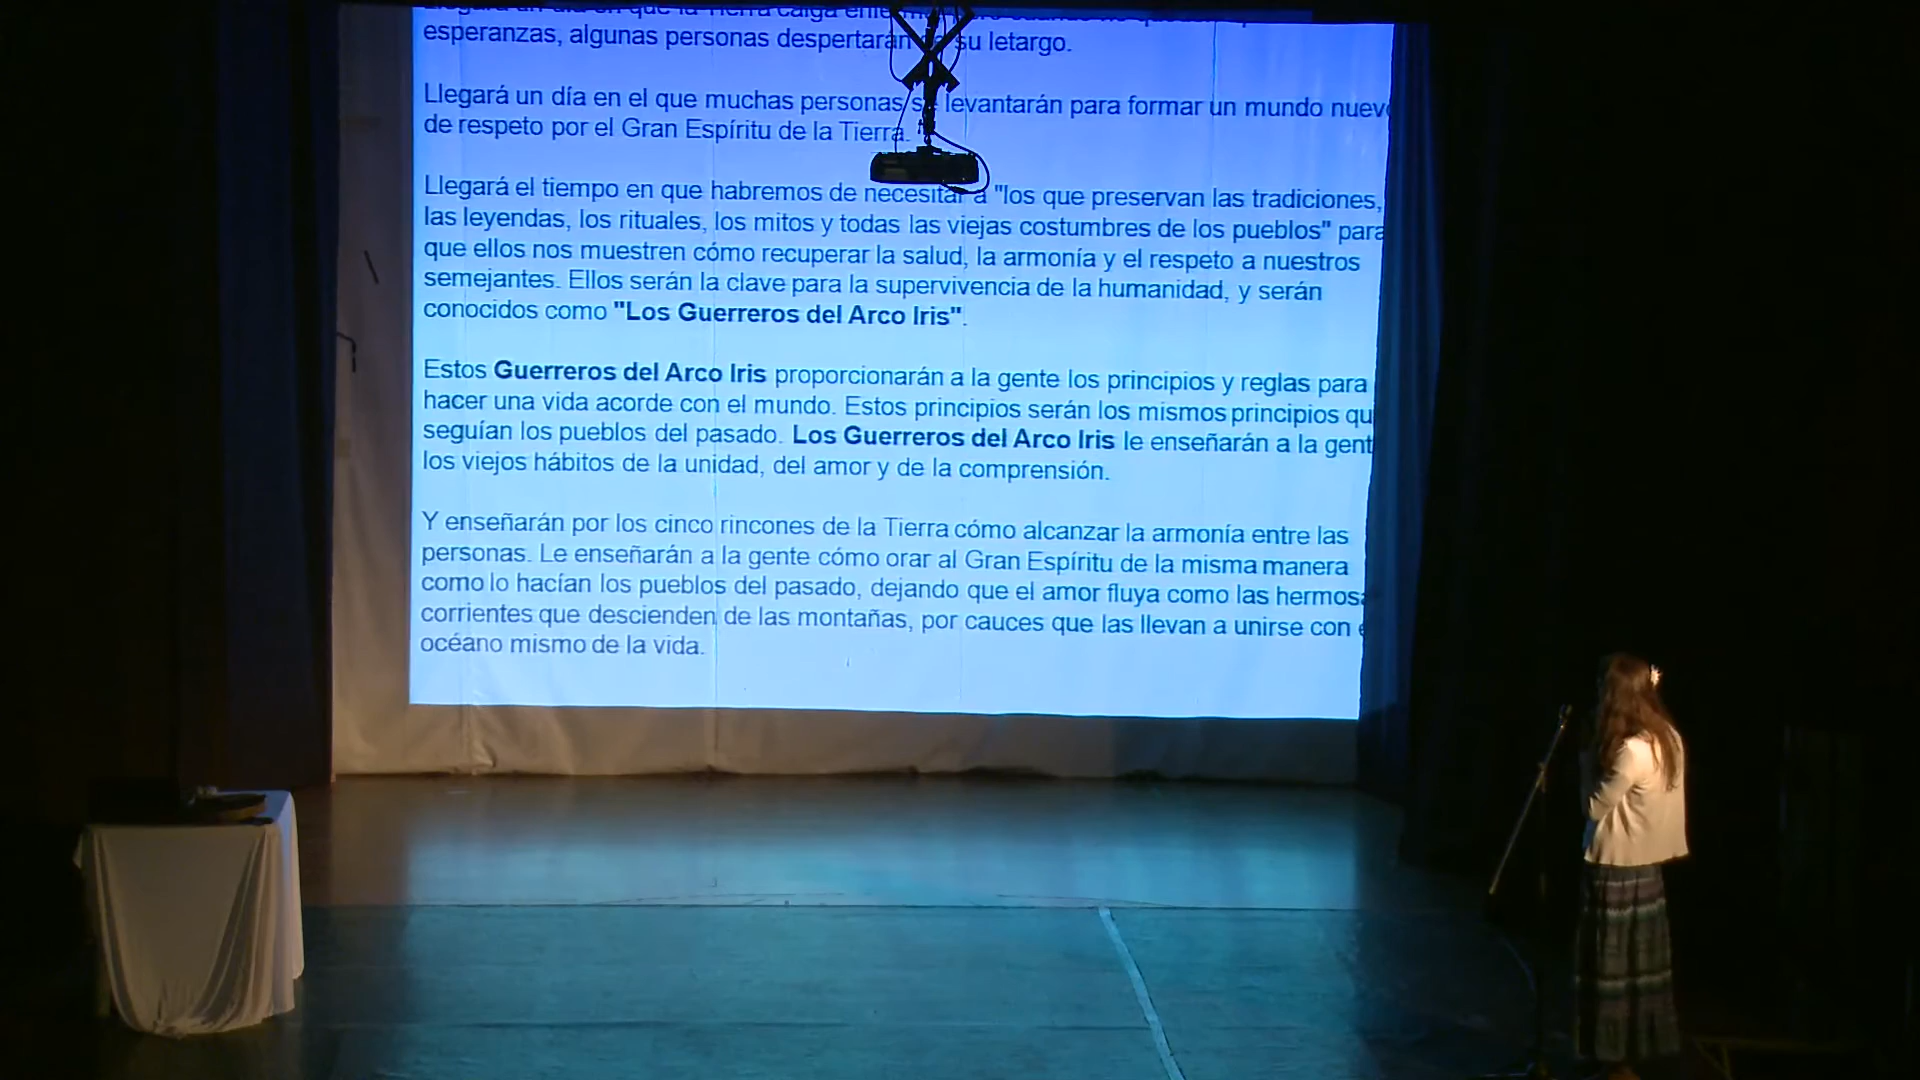 Llegará un día en que la Tierra caiga
esperanzas, algunas personas despertarán su letargo.
Llegará un día en el que muchas personas se levantarán para formar un mundo nuevo
de respeto por el Gran Espíritu de la Tierra.
Llegará el tiempo en que habremos de necesitar a "los que preservan las tradiciones,
las leyendas, los rituales, los mitos y todas las viejas costumbres de los pueblos" para
que ellos nos muestren cómo recuperar la salud, la armonía y el respeto a nuestros
semejantes. Ellos serán la clave para la supervivencia de la humanidad, y serán
conocidos como "Los Guerreros del Arco Iris".
Estos Guerreros del Arco Iris proporcionarán a la gente los principios y reglas para
hacer una vida acorde con el mundo. Estos principios serán los mismos principios qu
seguían los pueblos del pasado. Los Guerreros del Arco Iris le enseñarán a la gent
los viejos hábitos de la unidad, del amor y de la comprensión.
Y enseñarán por los cinco rincones de la Tierra cómo alcanzar la armonía entre las
personas. Le enseñarán a la gente cómo orar al Gran Espíritu de la misma manera
como lo hacían los pueblos del pasado, dejando que el amor fluya como las hermosa
corrientes que descienden de las montañas, por cauces que las llevan a unirse con e
océano mismo de la vida.